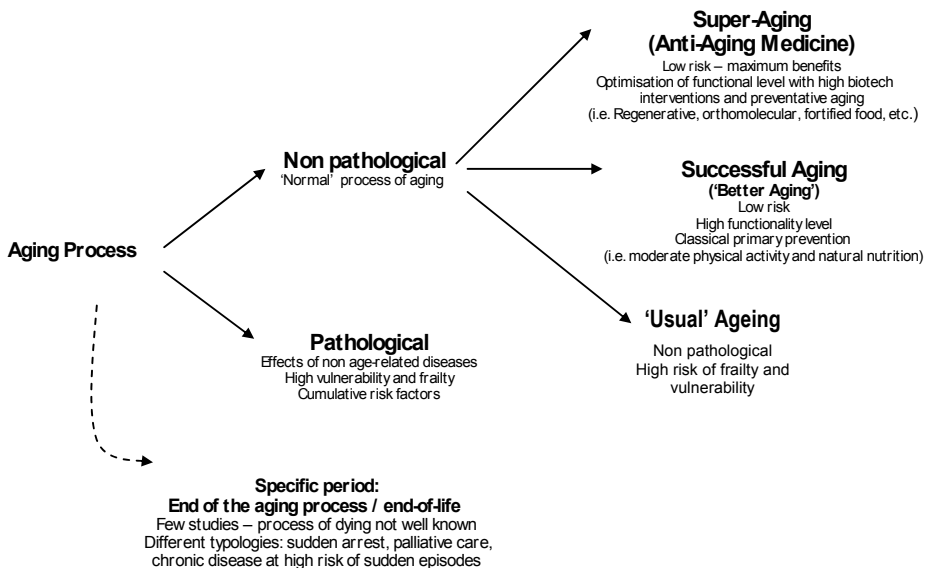 Super-Aging
(Anti-Aging Medicine)
Low risk – maximum benefits
Optimisation of functional level with high biotech
interventions and preventative aging
(i.e. Regenerative, orthomolecular, fortified food, etc.)
Non pathological
'Normal' process of aging
Successful Aging
('Better Aging')
Low risk
High functionality level
Classical primary prevention
(i.e. moderate physical activity and natural nutrition)
Aging Process
'Usual' Ageing
Non pathological
High risk of frailty and
vulnerability
Pathological
Effects of non age-related diseases
High vulnerability and frailty
Cumulative risk factors
Specific period:
End of the aging process / end-of-life
Few studies – process of dying not well known
Different typologies: sudden arrest, palliative care,
chronic disease at high risk of sudden episodes